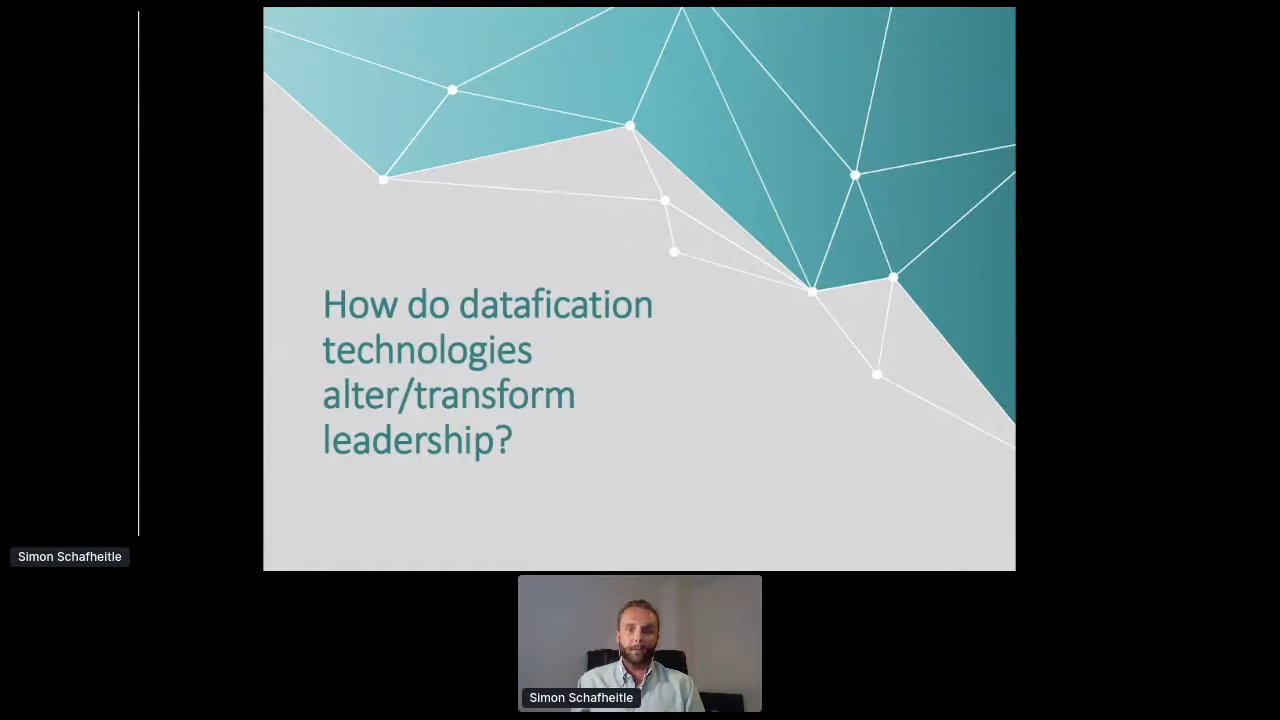 How do datafication
technologies
alter/transform
leadership?
Simon Schafheitle
Simon Schafheitle